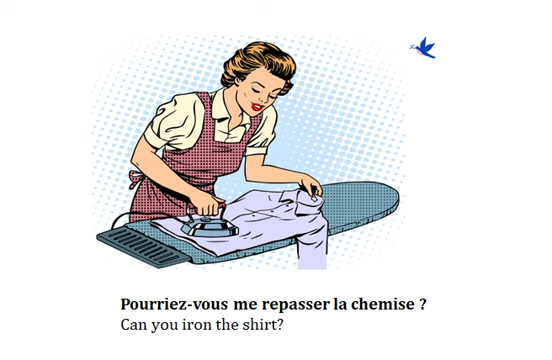 Pourriez-vous me repasser la chemise ?
Can you iron the shirt?